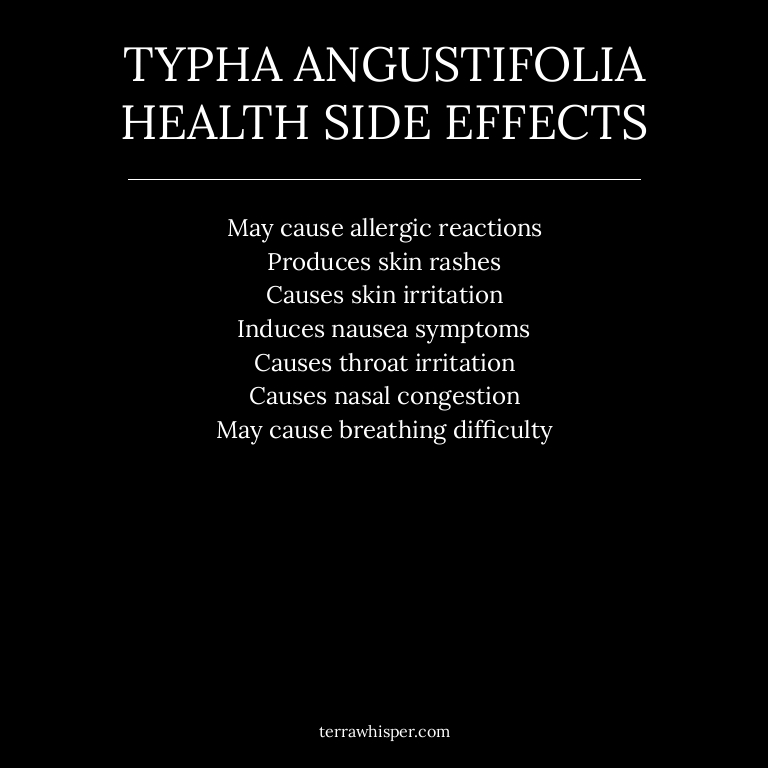 TYPHA ANGUSTIFOLIA
HEALTH SIDE EFFECTS
May cause allergic reactions
Produces skin rashes
Causes skin irritation
Induces nausea symptoms
Causes throat irritation
Causes nasal congestion
May cause breathing difficulty
terrawhisper.com